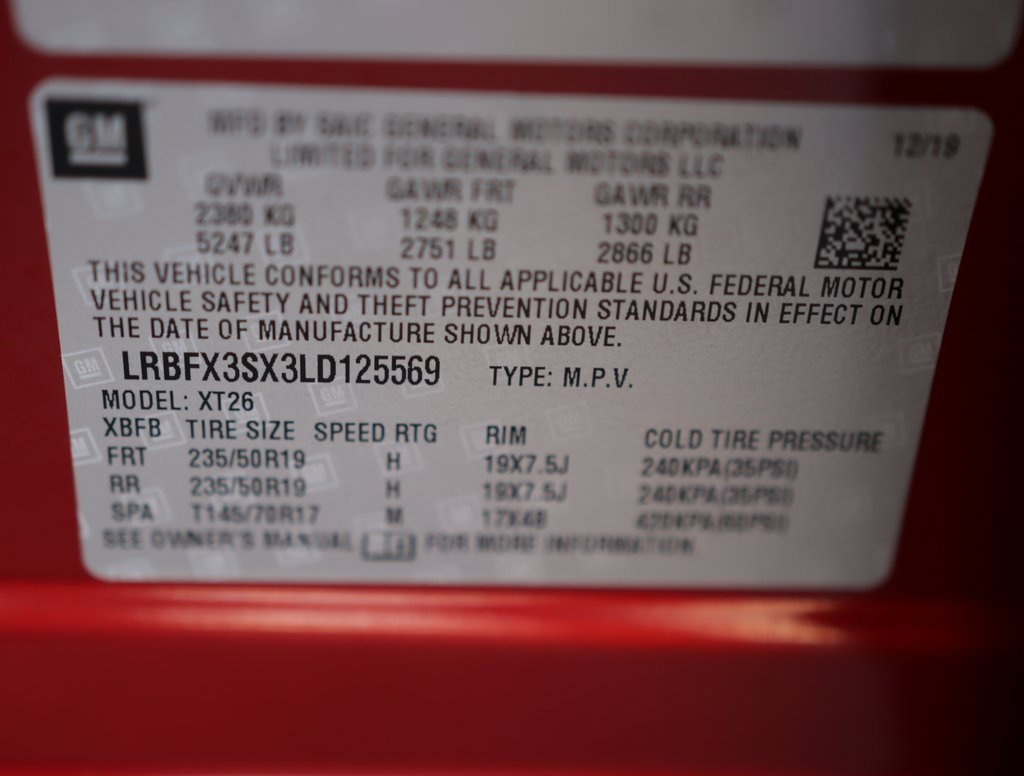 GM
MFD BY SAIC GENERAL MOTORS CORPORATION
LIMITED FOR GENERAL MOTORS LLC
12/19
GVWR GAWR FRT GAWR RR
2380 KG 1248 KG 1300 KG
5247 LB 2751 LB 2866 LB
THIS VEHICLE CONFORMS TO ALL APPLICABLE U.S. FEDERAL MOTOR
VEHICLE SAFETY AND THEFT PREVENTION STANDARDS IN EFFECT ON
THE DATE OF MANUFACTURE SHOWN ABOVE.
LRBFX3SX3LD125569 TYPE: M.P.V.
MODEL: XT26
XBFB TIRE SIZE SPEED RTG RIM COLD TIRE PRESSURE
FRT 235/50R19 H 19X7.5J 240KPA(35PSI)
RR 235/50R19 H 19X7.5J 240KPA(35PSI)
SPA T145/70R17 M 17X4B 420KPA(60PSI)
SEE OWNER'S MANUAL FOR MORE INFORMATION